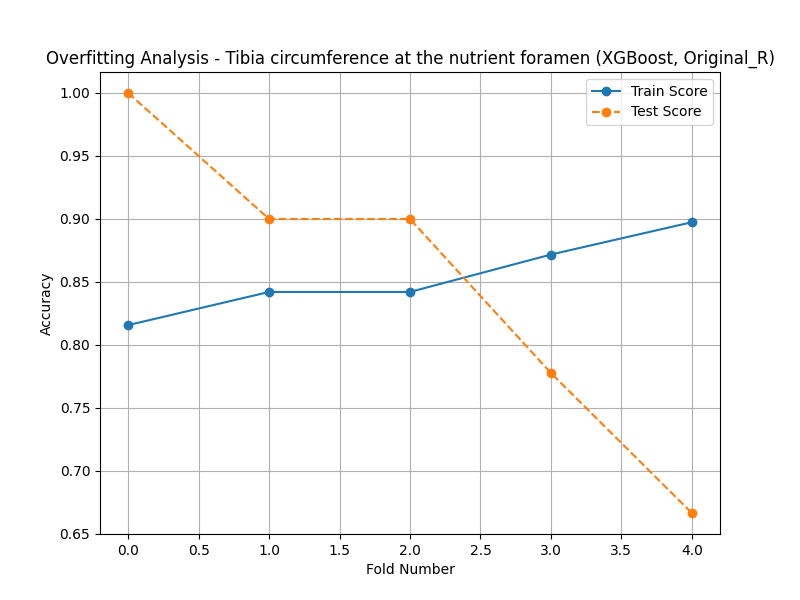 Overfitting Analysis - Tibia circumference at the nutrient foramen (XGBoost, Original_R)
Train Score
Test Score
1.00
0.95
0.90
0.85
0.80
0.75
0.70
0.65
Accuracy
0.0 0.5 1.0 1.5 2.0 2.5 3.0 3.5 4.0
Fold Number